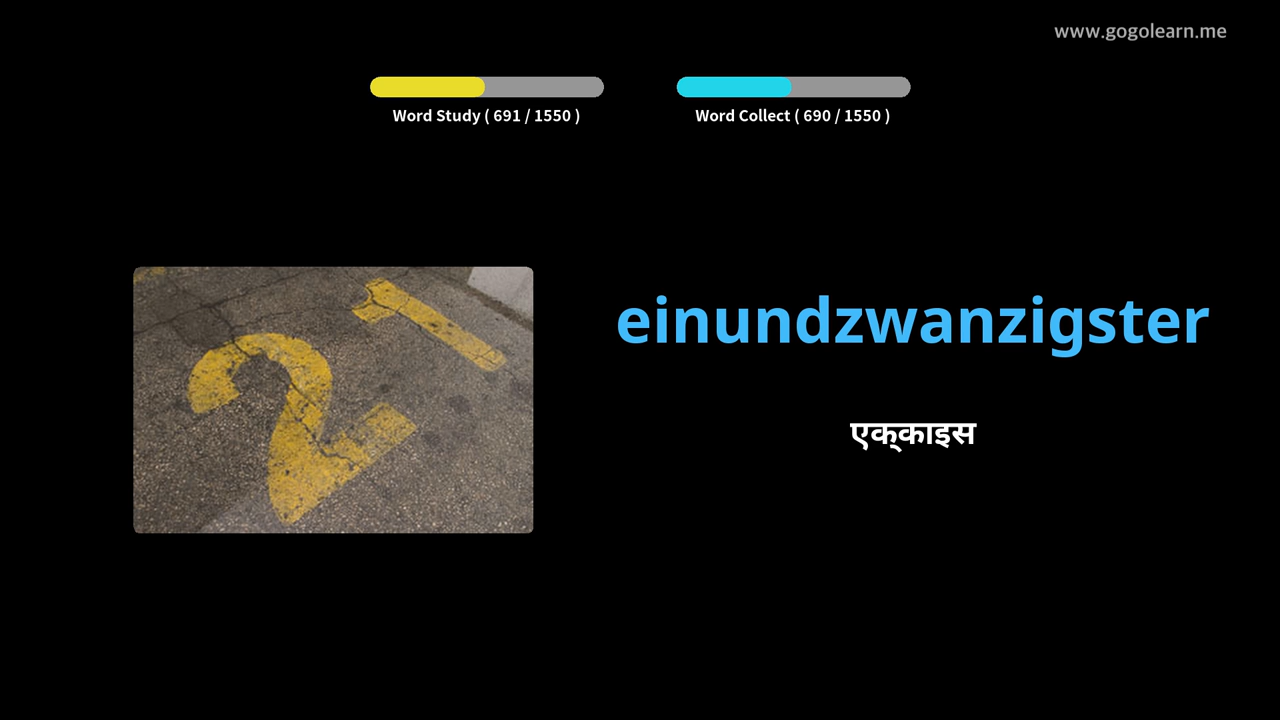 www.gogolearn.me
Word Study ( 691 / 1550 )
Word Collect ( 690 / 1550 )
21
einundzwanzigster
एक्काइस